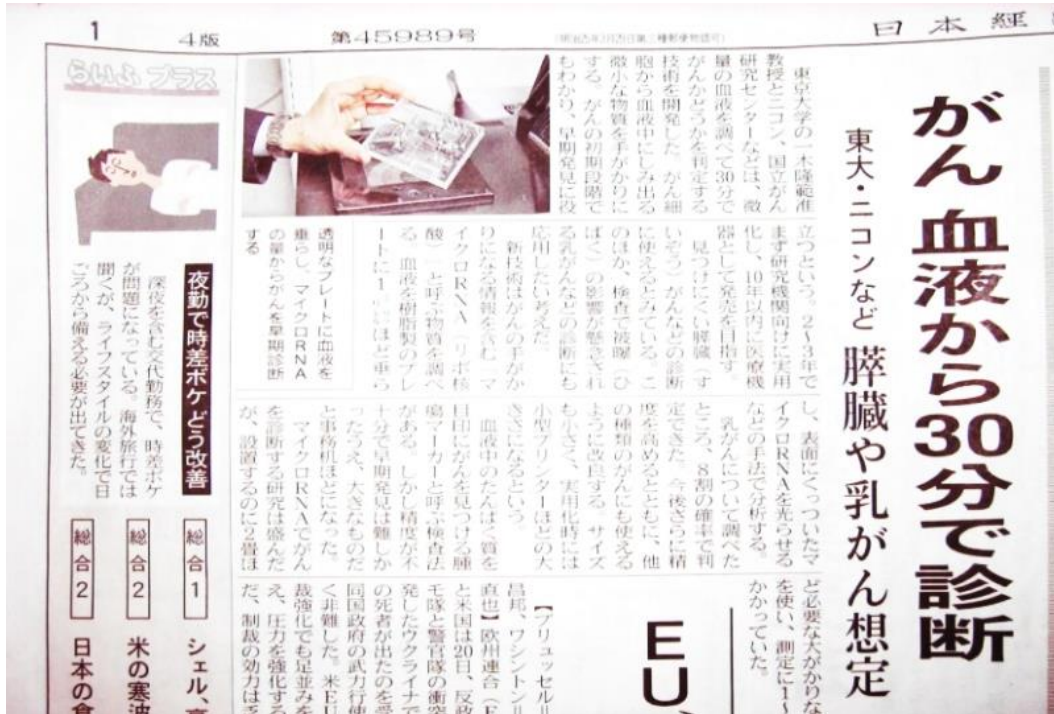 1
4版
第45989号
(明治25年3月25日第三種郵便物認可)
日本経
がん 血液から30分で診断
東大・ニコンなど 膵臓や乳がん想定
東京大学の一木隆範准
教授とニコン、国立がん
研究センターなどは、微
量の血液を調べて30分で
がんかどうかを判定する
技術を開発した。がん細
胞から血液中にしみ出る
微小な物質を手がかりに
する。がんの初期段階で
もわかり、早期発見に役
立つという。2〜3年で
まず研究機関向けに実用
化し、10年以内に医療機
器として発売を目指す。
見つけにくい膵臓（す
いぞう）がんなどの診断
に使えるとみている。こ
のほか、検査で被曝（ひ
ばく）の影響が懸念され
る乳がんなどの診断にも
応用したい考えだ。
新技術はがんの手がか
りになる情報を含む「マ
イクロRNA（リボ核
酸）」と呼ぶ物質を調べ
る。血液を樹脂製のプレ
ートに1ほど垂ら
し、表面にくっついたマ
イクロRNAを光らせる
などの手法で分析する。
乳がんについて調べた
ところ、8割の確率で判
定できた。今後さらに精
度を高めるとともに、他
の種類のがんにも使える
ように改良する。サイズ
も小さく、実用化時には
小型プリンターほどの大
きさになるという。
血液中のたんぱく質を
目印にがんを見つける腫
瘍マーカーと呼ぶ検査法
がある。しかし精度が不
十分で早期発見は難しか
ったうえ、大きなものだ
と事務机ほどになった。
マイクロRNAでがん
を診断する研究は盛んだ
が、設置するのに2畳ほ
ど必要な大がかりな
を使い、測定に1〜
かかっていた。
透明なプレートに血液を
垂らし、マイクロRNA
の量からがんを早期診断
する
EU、
【ブリュッセル＝
昌邦、ワシントン＝
直也】欧州連合（E
と米国は20日、反政
モ隊と警官隊の衝突
発したウクライナで
の死者が出たのを受
同国政府の武力行使
く非難した。米EU
裁強化でも足並みを
え、圧力を強化する
だ、制裁の効力は乏
らいふプラス
夜勤で時差ボケ どう改善
深夜を含む交代勤務で、時差ボケ
が問題になっている。海外旅行では
聞くが、ライフスタイルの変化で日
ごろから備える必要が出てきた。
総合1 シェル、
総合2 米の寒波
総合2 日本の食